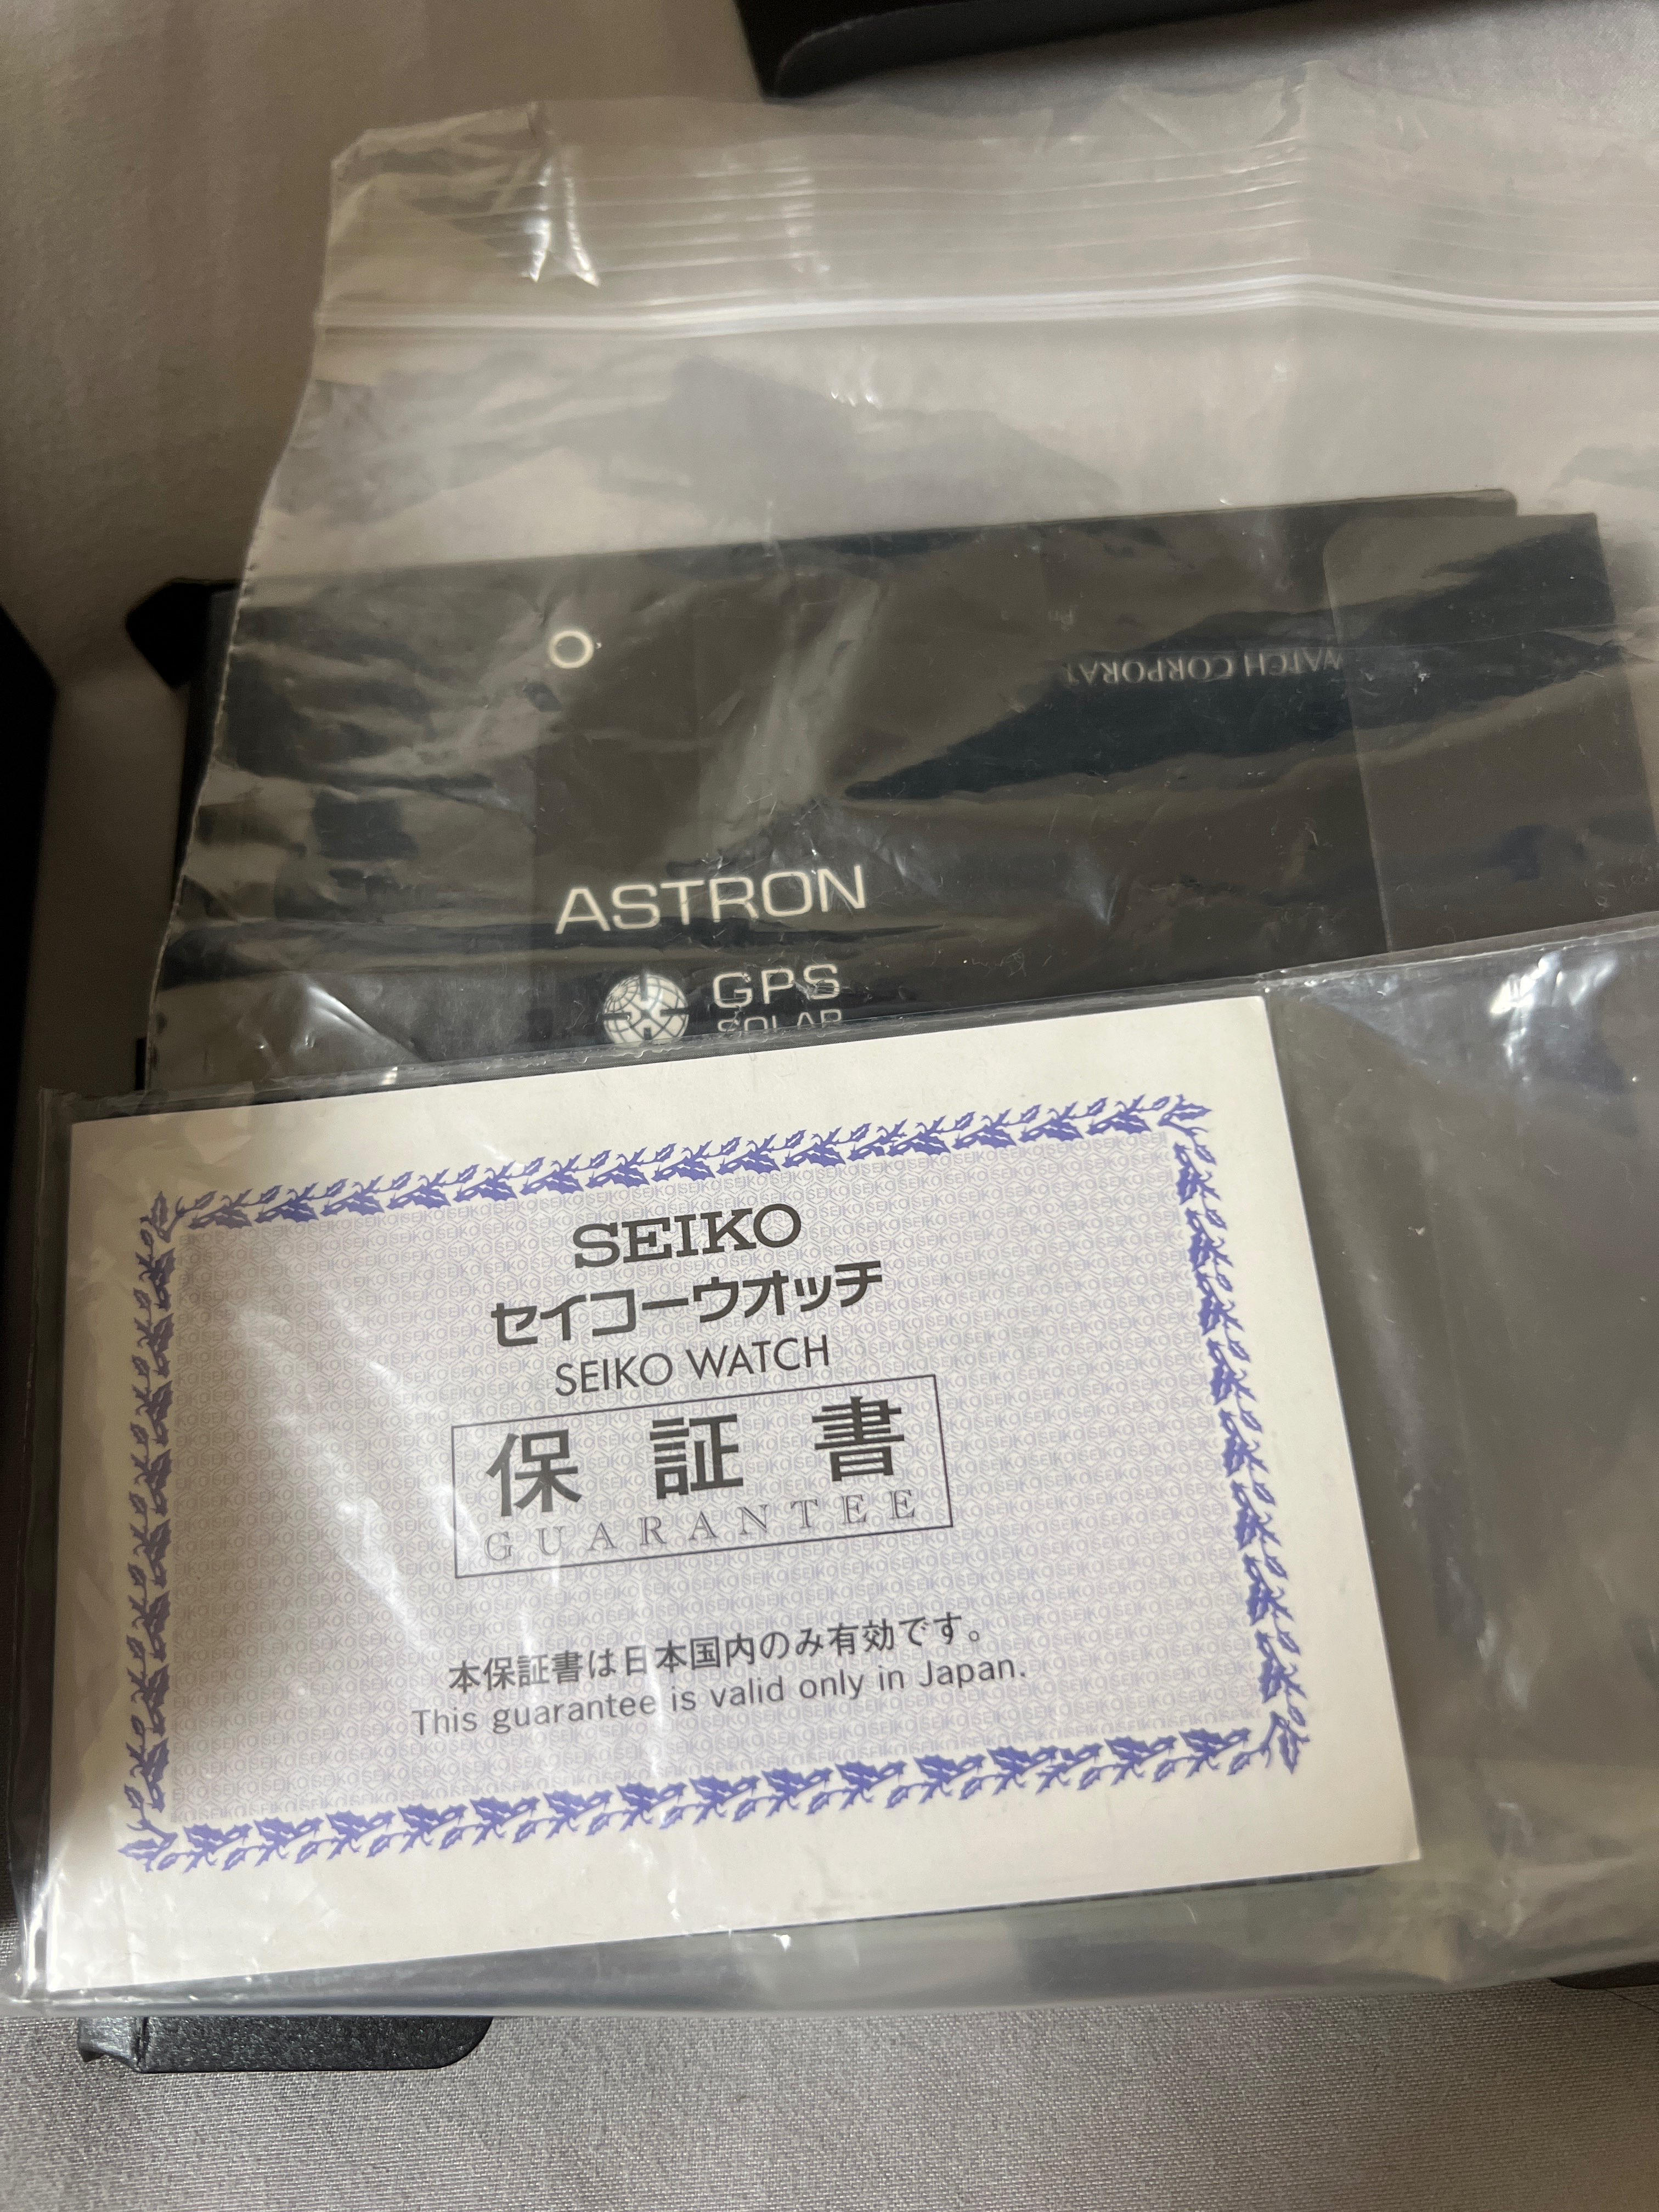 WATCH CORPORAT
ASTRON
GPS
SOLAR
SEIKO
セイコーウオッチ
SEIKO WATCH
保証書
GUARANTEE
本保証書は日本国内のみ有効です。
This guarantee is valid only in Japan.